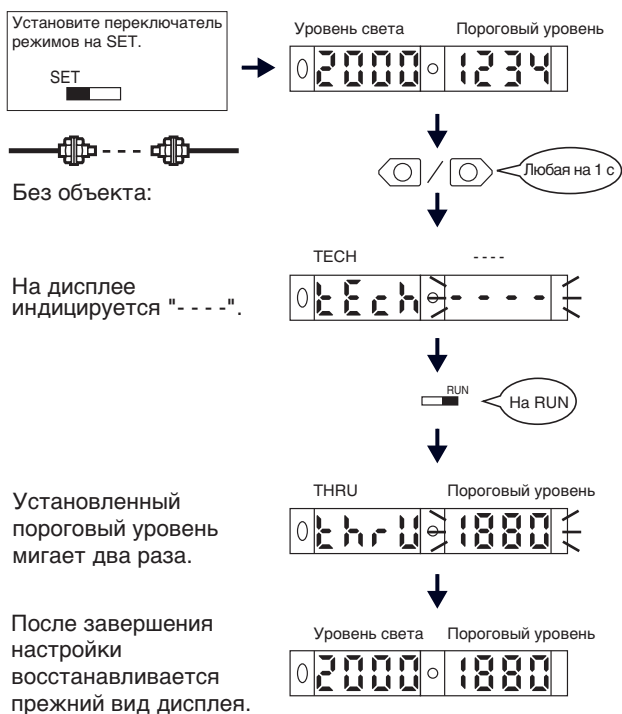 Установите переключатель
режимов на SET.
SET
Уровень света Пороговый уровень
2000 1234
Без объекта:
Любая на 1 с
TECH - - - -
На дисплее
индицируется "- - - -".
tEch - - - -
RUN
На RUN
THRU Пороговый уровень
Установленный
пороговый уровень
мигает два раза.
thrU 1880
После завершения
настройки
восстанавливается
прежний вид дисплея.
Уровень света Пороговый уровень
2000 1880